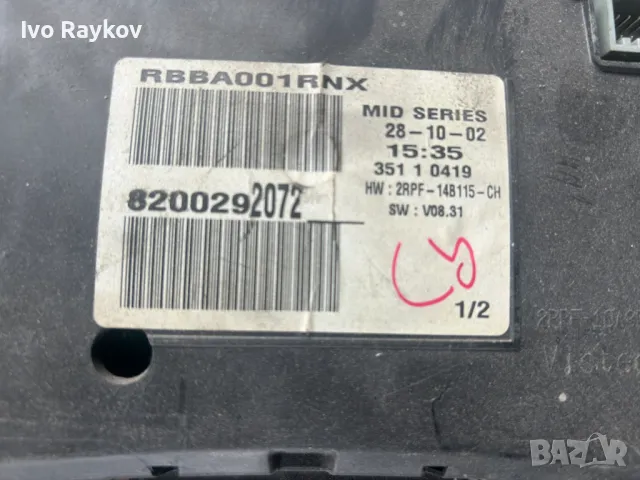 Ivo Raykov
RBBA001RNX
MID SERIES
28-10-02
15:35
351 1 0419
HW : 2RPF-14B115-CH
SW : V08.31
8200292072
1/2
BAZAR